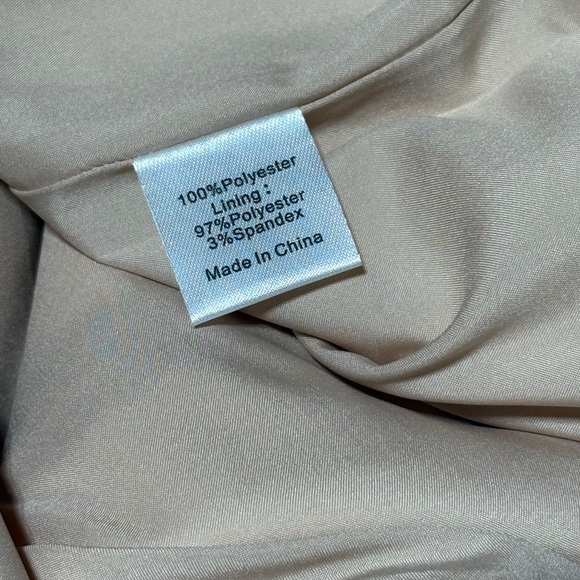 100%Polyester
Lining :
97%Polyester
3%Spandex
Made In China